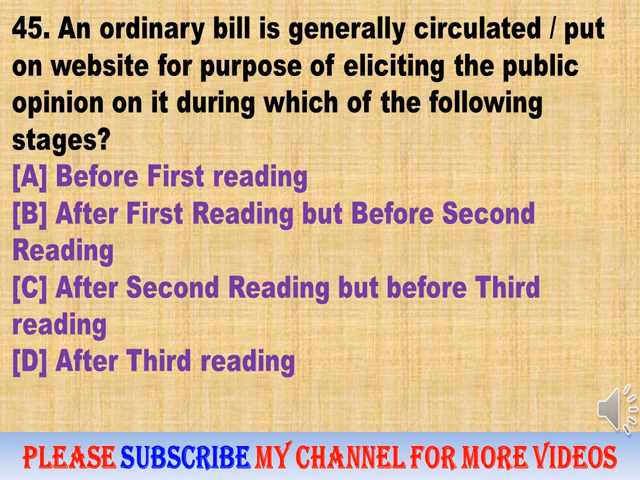 45. An ordinary bill is generally circulated / put
on website for purpose of eliciting the public
opinion on it during which of the following
stages?
[A] Before First reading
[B] After First Reading but Before Second
Reading
[C] After Second Reading but before Third
reading
[D] After Third reading
PLEASE SUBSCRIBE MY CHANNEL FOR MORE VIDEOS